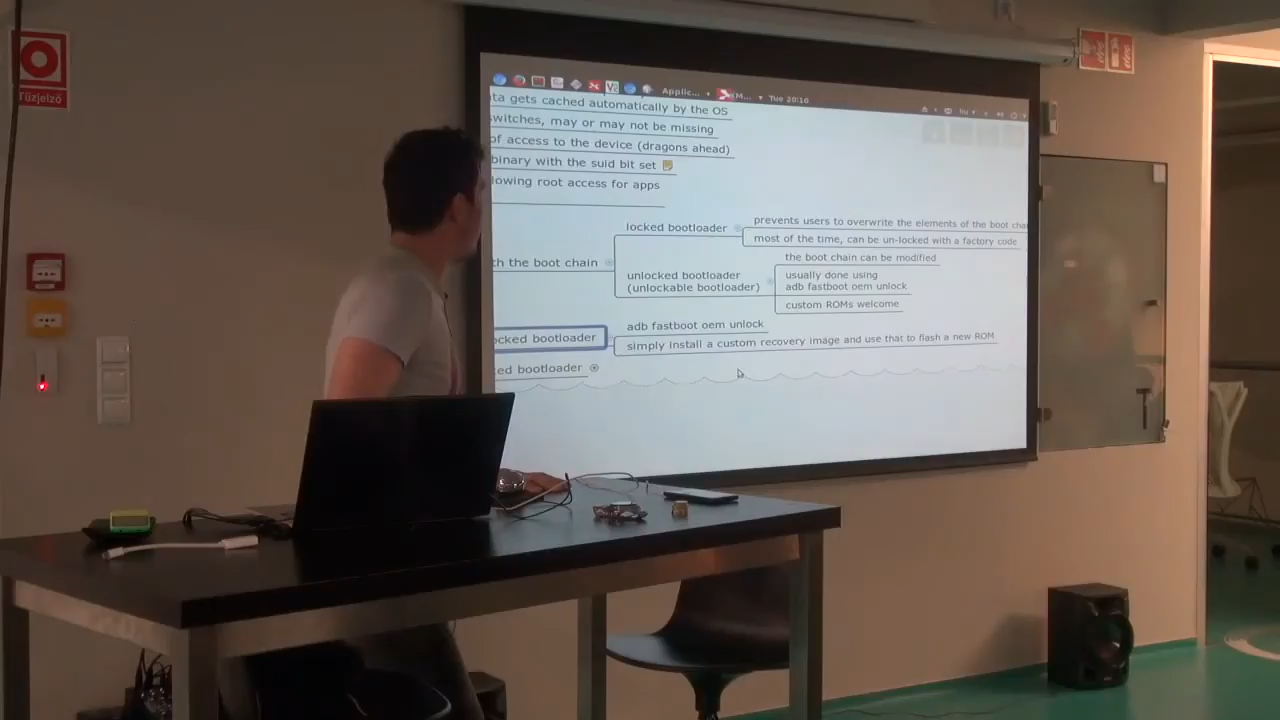 Tűzjelző
Applic...
M...
Tue 20:16
ta gets cached automatically by the OS
switches, may or may not be missing
of access to the device (dragons ahead)
binary with the suid bit set
lowing root access for apps
locked bootloader
prevents users to overwrite the elements of the boot chai
most of the time, can be un-locked with a factory code
th the boot chain
unlocked bootloader
(unlockable bootloader)
the boot chain can be modified
usually done using
adb fastboot oem unlock
custom ROMs welcome
ocked bootloader
adb fastboot oem unlock
simply install a custom recovery image and use that to flash a new ROM
ked bootloader